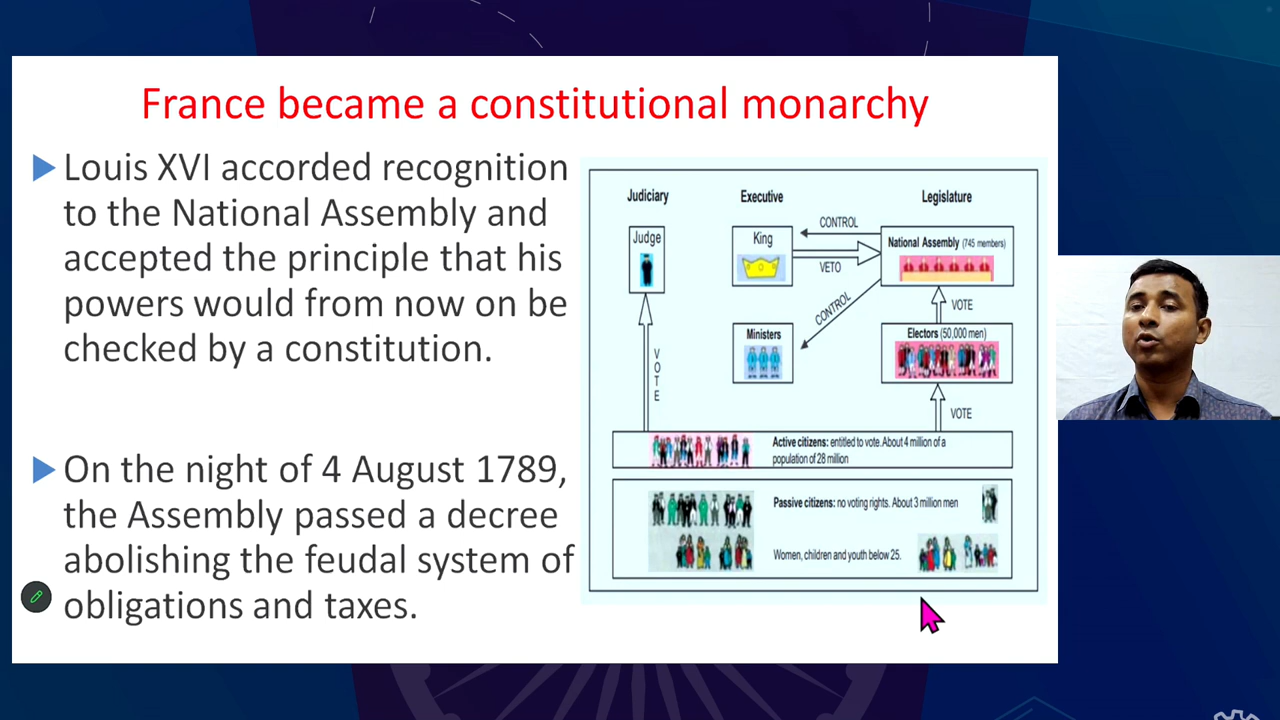 France became a constitutional monarchy
Louis XVI accorded recognition
to the National Assembly and
accepted the principle that his
powers would from now on be
checked by a constitution.
On the night of 4 August 1789,
the Assembly passed a decree
abolishing the feudal system of
obligations and taxes.
Judiciary
Executive
Legislature
Judge
King
CONTROL
VETO
National Assembly (745 members)
CONTROL
VOTE
Ministers
Electors (50,000 men)
VOTE
VOTE
Active citizens: entitled to vote. About 4 million of a
population of 28 million
Passive citizens: no voting rights. About 3 million men
Women, children and youth below 25.